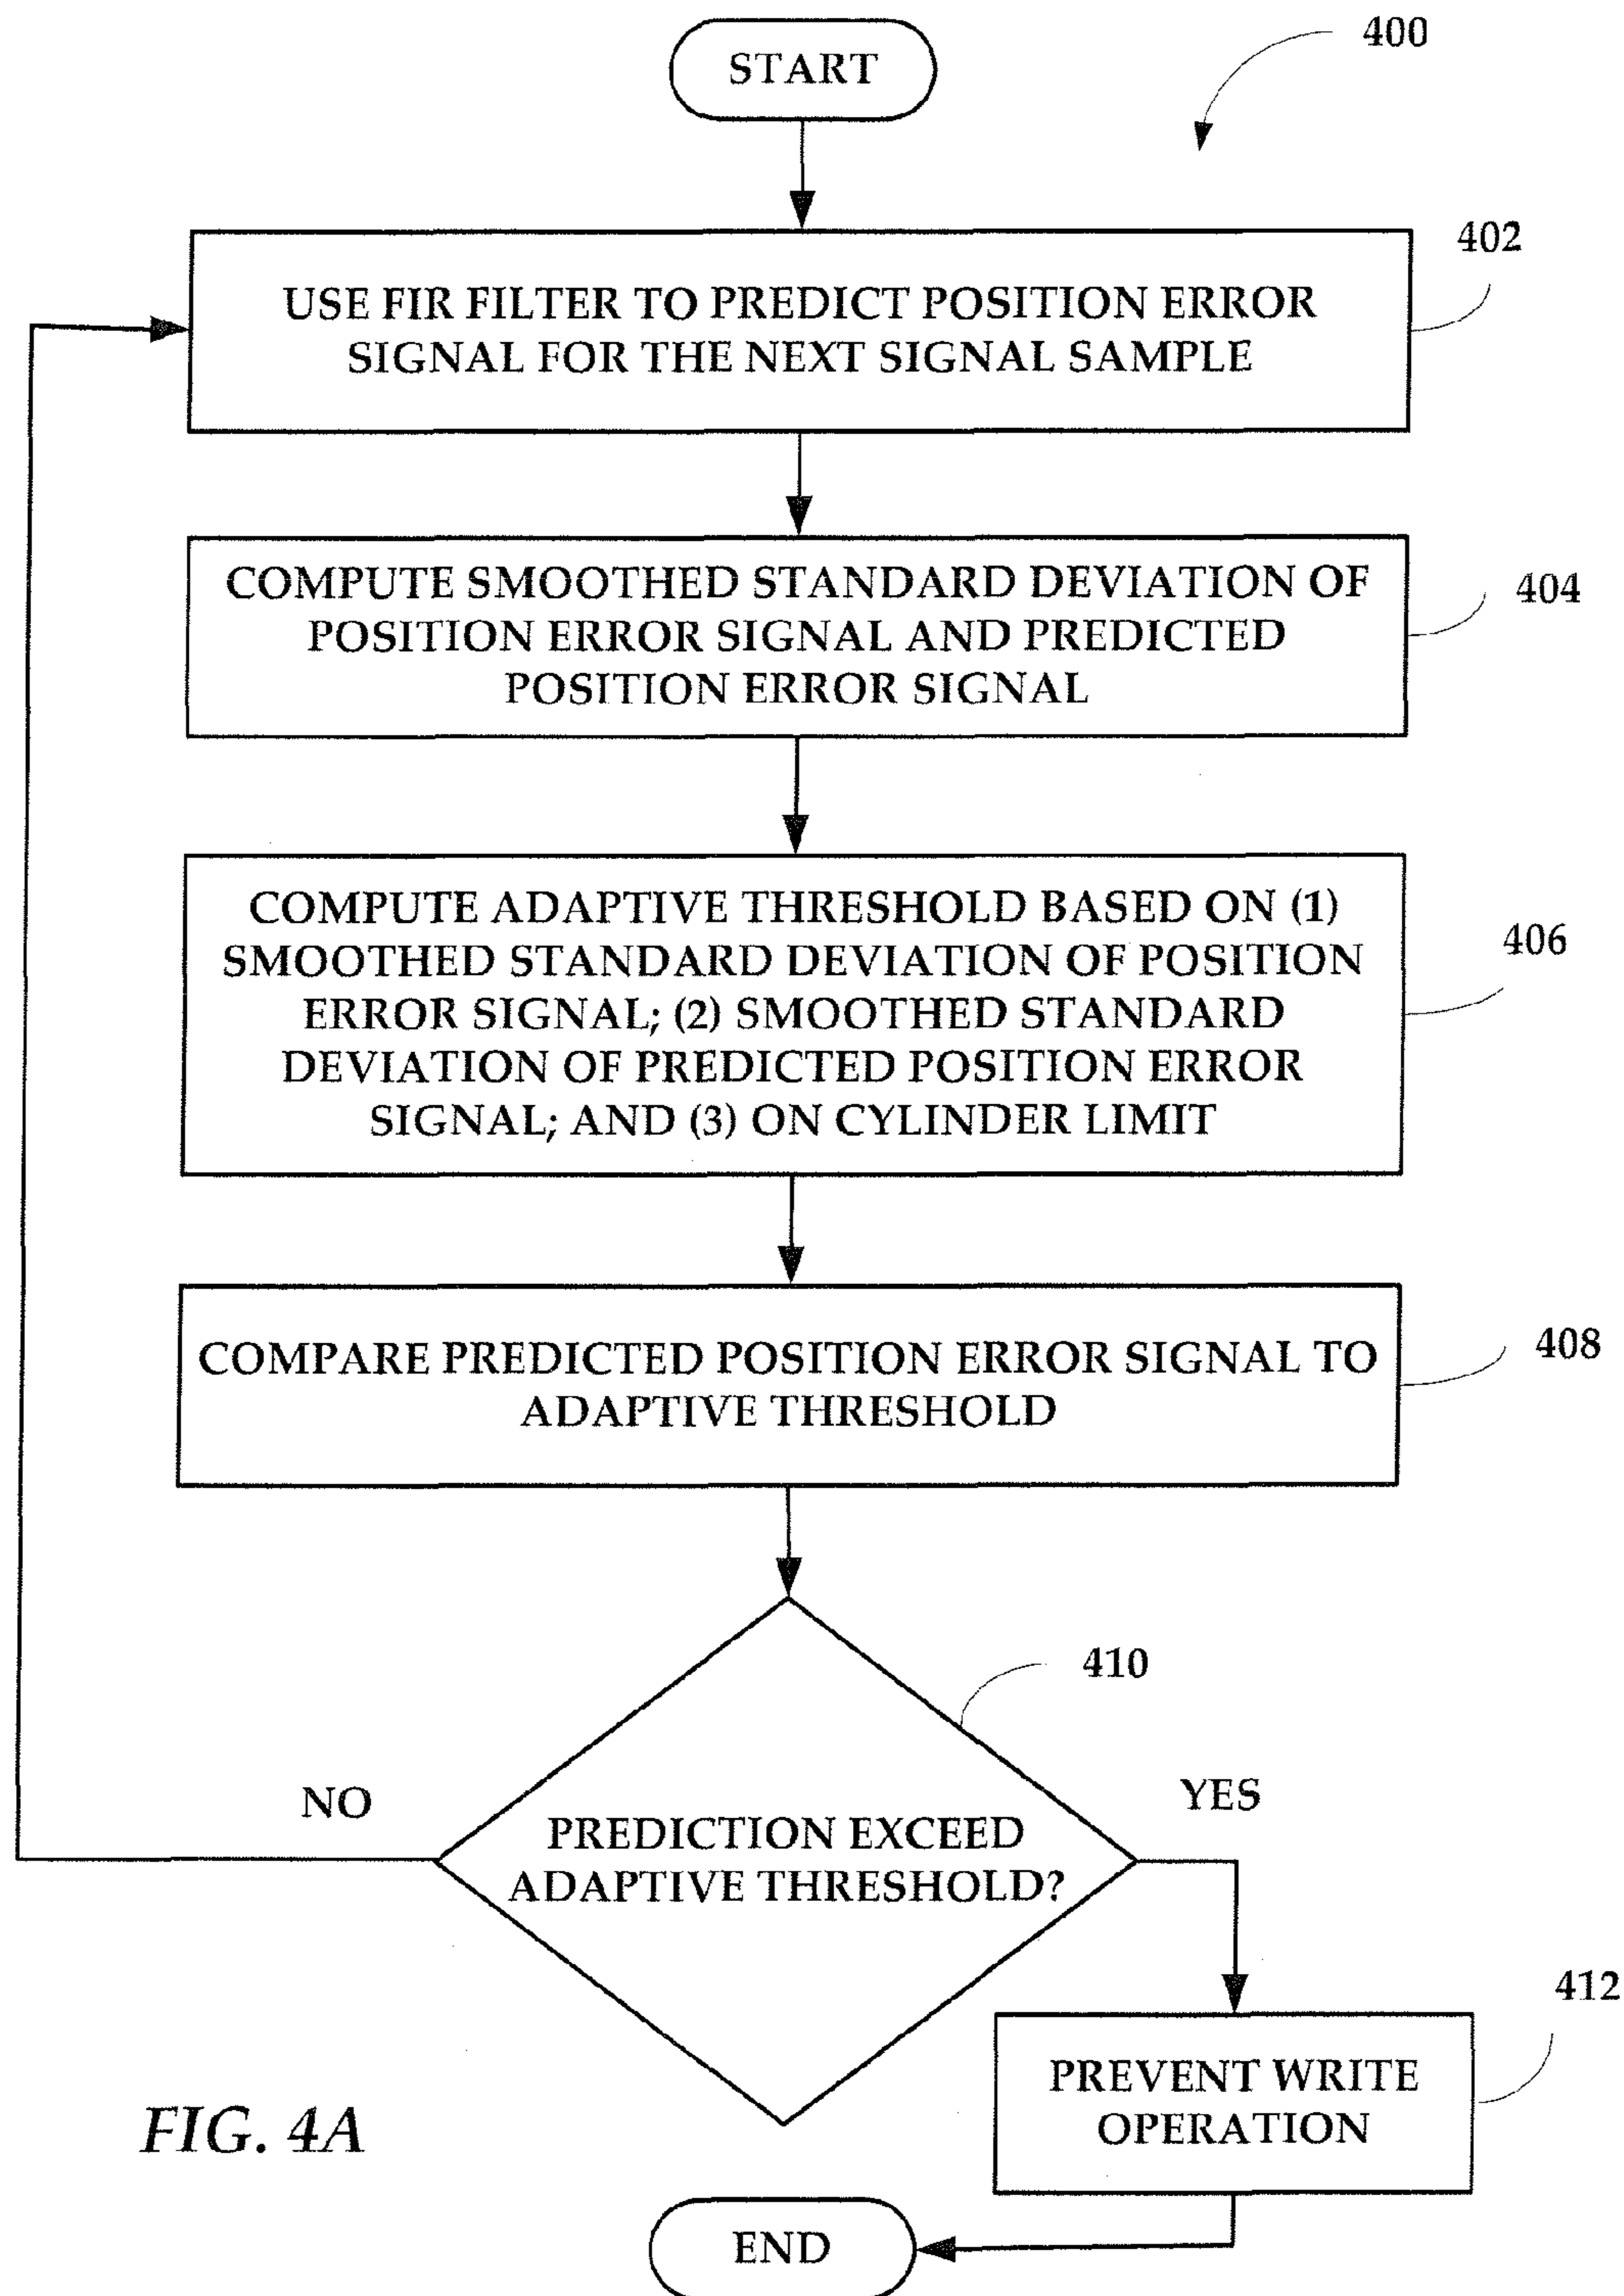 400
START
402
USE FIR FILTER TO PREDICT POSITION ERROR
SIGNAL FOR THE NEXT SIGNAL SAMPLE
404
COMPUTE SMOOTHED STANDARD DEVIATION OF
POSITION ERROR SIGNAL AND PREDICTED
POSITION ERROR SIGNAL
406
COMPUTE ADAPTIVE THRESHOLD BASED ON (1)
SMOOTHED STANDARD DEVIATION OF POSITION
ERROR SIGNAL; (2) SMOOTHED STANDARD
DEVIATION OF PREDICTED POSITION ERROR
SIGNAL; AND (3) ON CYLINDER LIMIT
408
COMPARE PREDICTED POSITION ERROR SIGNAL TO
ADAPTIVE THRESHOLD
410
NO
YES
PREDICTION EXCEED
ADAPTIVE THRESHOLD?
412
PREVENT WRITE
OPERATION
FIG. 4A
END